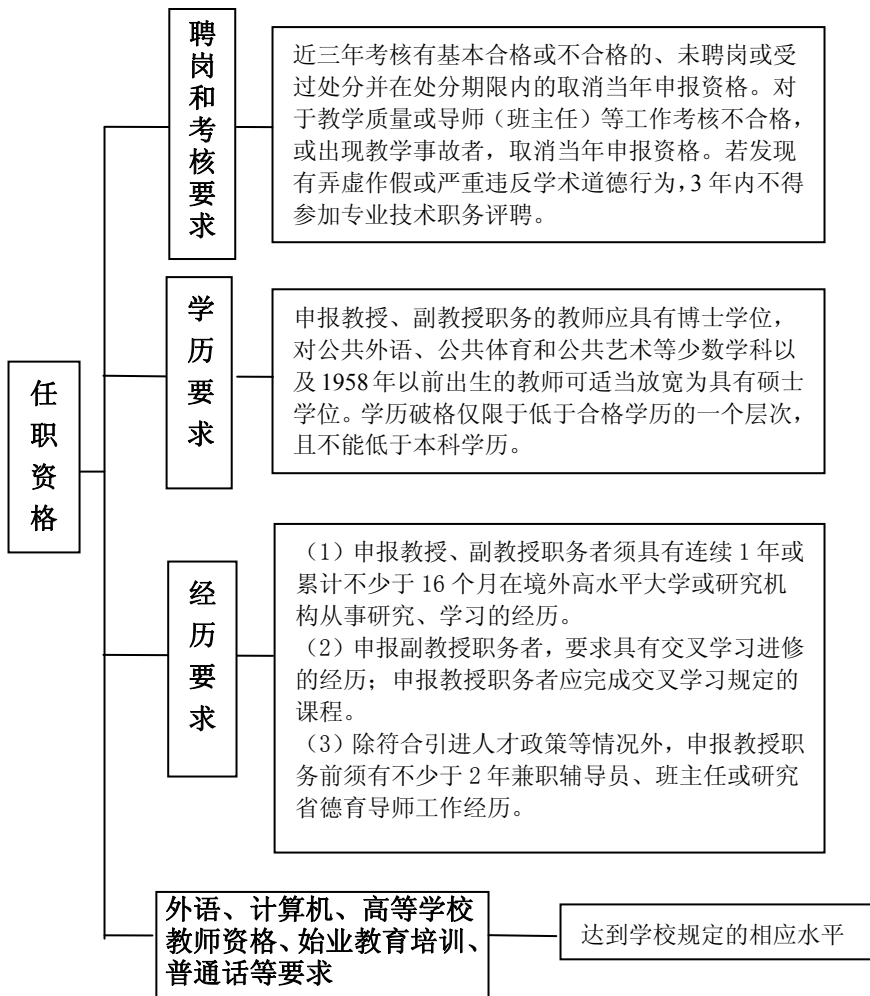 任职资格
聘岗和考核要求
近三年考核有基本合格或不合格的、未聘岗或受
过处分并在处分期限内的取消当年申报资格。对
于教学质量或导师（班主任）等工作考核不合格，
或出现教学事故者，取消当年申报资格。若发现
有弄虚作假或严重违反学术道德行为，3 年内不得
参加专业技术职务评聘。
学历要求
申报教授、副教授职务的教师应具有博士学位，
对公共外语、公共体育和公共艺术等少数学科以
及 1958 年以前出生的教师可适当放宽为具有硕士
学位。学历破格仅限于低于合格学历的一个层次，
且不能低于本科学历。
经历要求
（1）申报教授、副教授职务者须具有连续 1 年或
累计不少于 16 个月在境外高水平大学或研究机
构从事研究、学习的经历。
（2）申报副教授职务者，要求具有交叉学习进修
的经历；申报教授职务者应完成交叉学习规定的
课程。
（3）除符合引进人才政策等情况外，申报教授职
务前须有不少于 2 年兼职辅导员、班主任或研究
省德育导师工作经历。
外语、计算机、高等学校
教师资格、始业教育培训、
普通话等要求
达到学校规定的相应水平